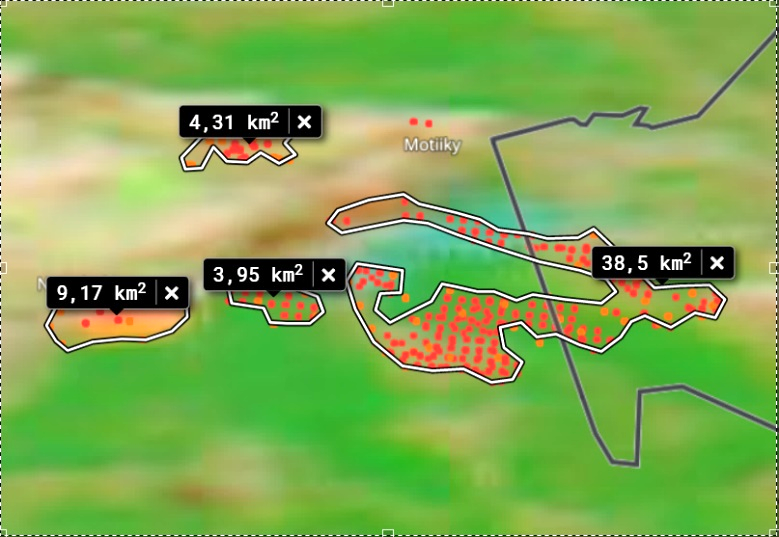 4,31 km² ×
Motiiky
38,5 km² ×
3,95 km² ×
9,17 km² ×